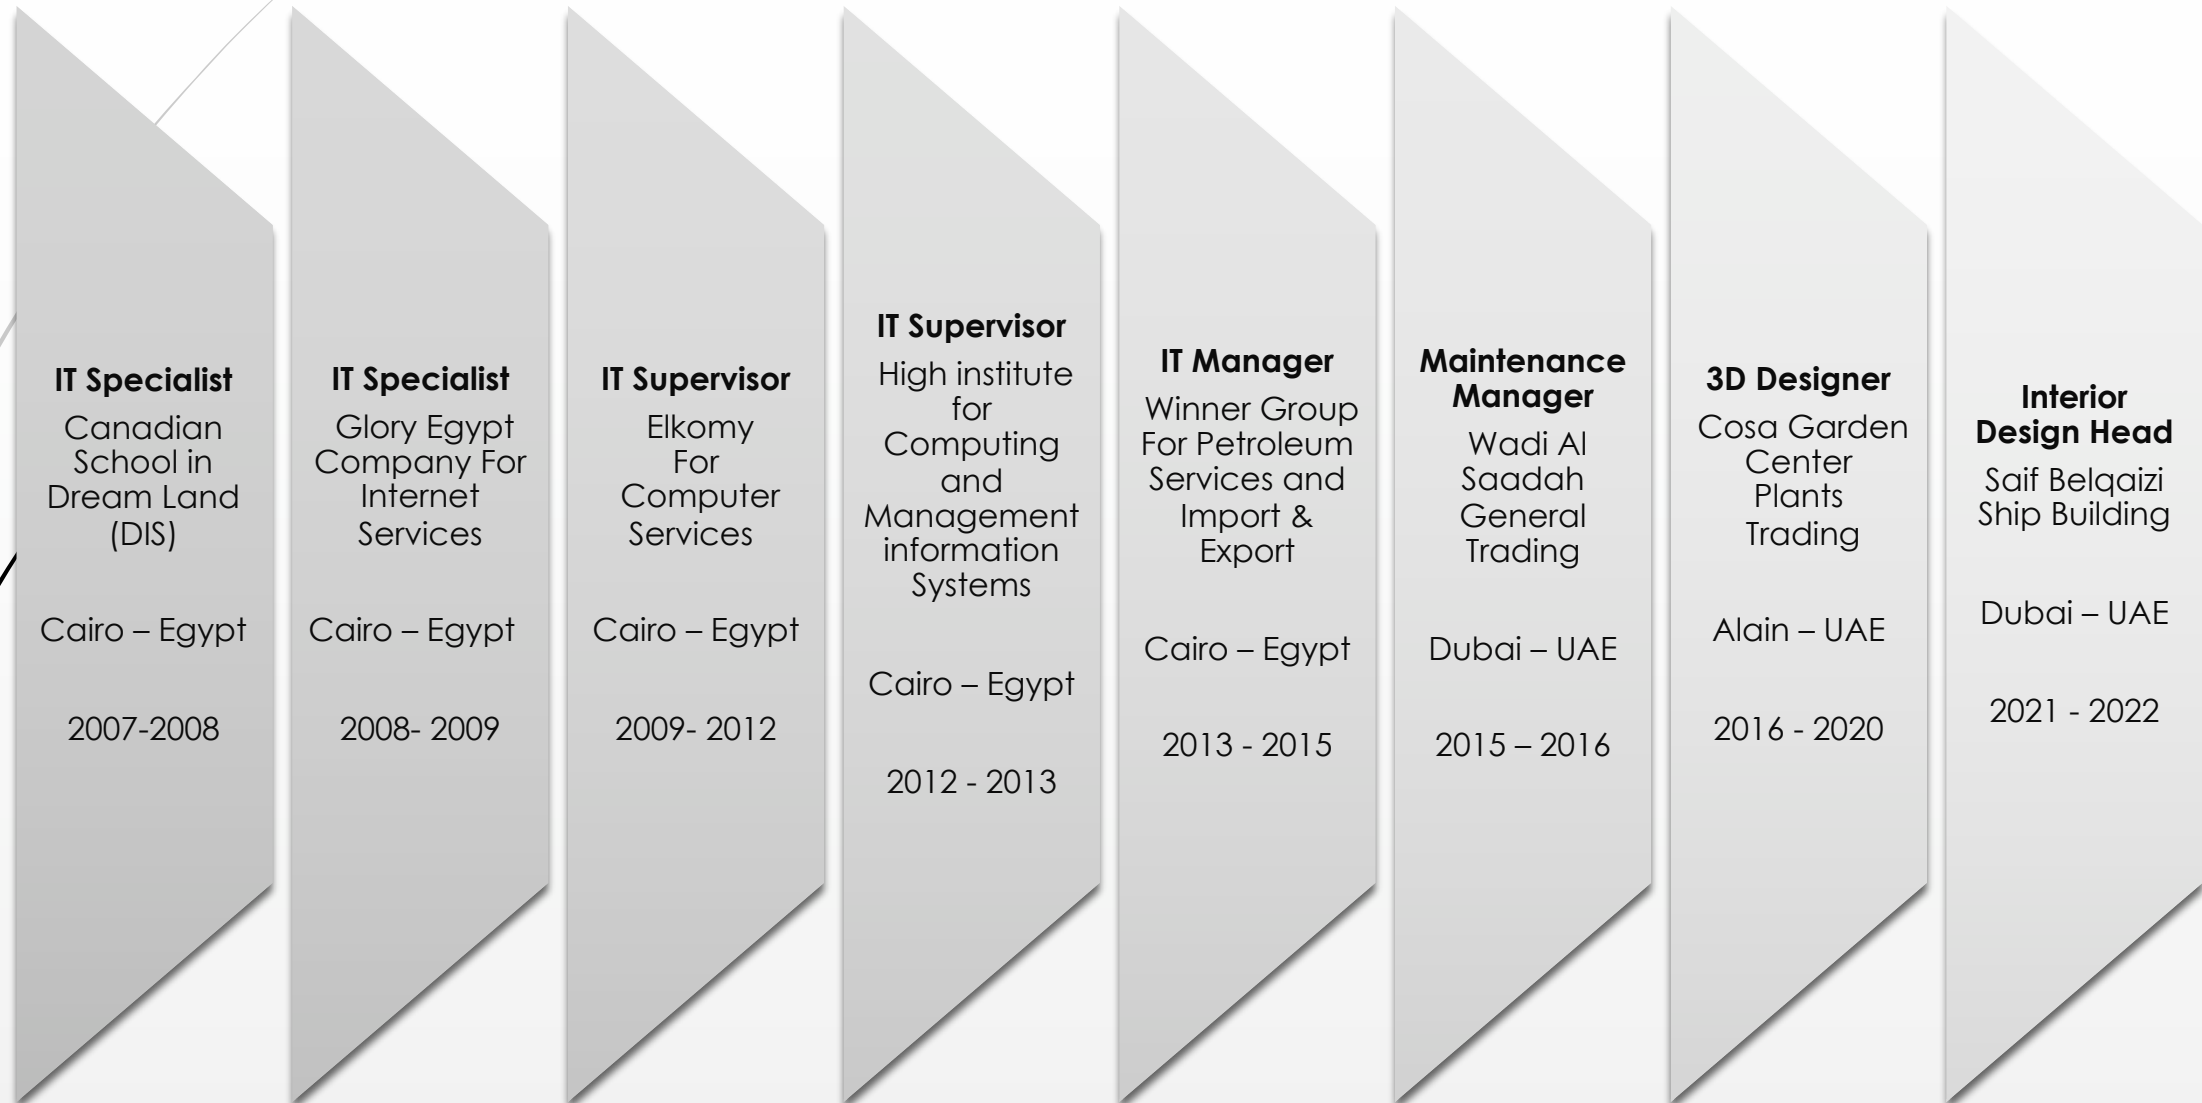 IT Specialist
Canadian
School in
Dream Land
(DIS)
Cairo – Egypt
2007-2008
IT Specialist
Glory Egypt
Company For
Internet
Services
Cairo – Egypt
2008- 2009
IT Supervisor
Elkomy
For
Computer
Services
Cairo – Egypt
2009- 2012
IT Supervisor
High institute
for
Computing
and
Management
information
Systems
Cairo – Egypt
2012 - 2013
IT Manager
Winner Group
For Petroleum
Services and
Import &
Export
Cairo – Egypt
2013 - 2015
Maintenance
Manager
Wadi Al
Saadah
General
Trading
Dubai – UAE
2015 – 2016
3D Designer
Cosa Garden
Center
Plants
Trading
Alain – UAE
2016 - 2020
Interior
Design Head
Saif Belqaizi
Ship Building
Dubai – UAE
2021 - 2022